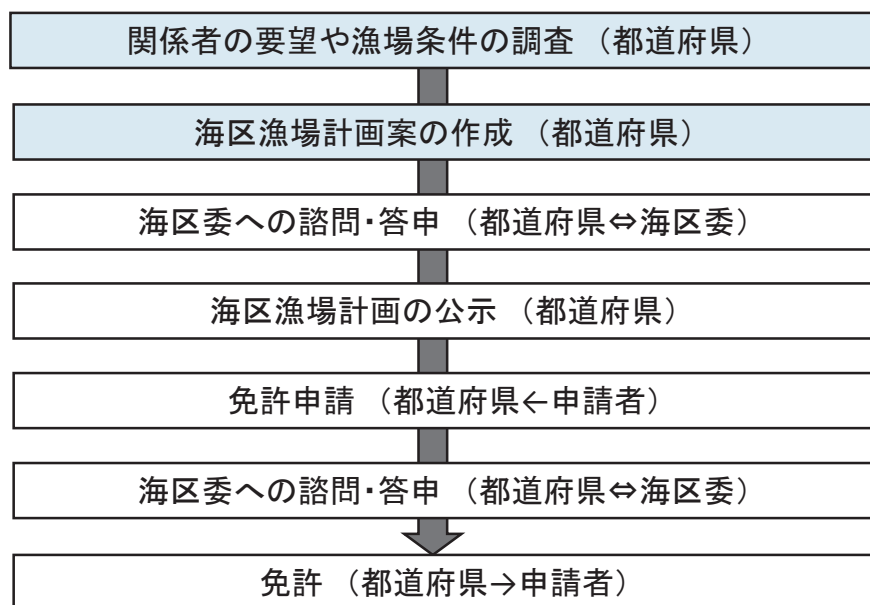 関係者の要望や漁場条件の調査 （都道府県）
海区漁場計画案の作成 （都道府県）
海区委への諮問・答申 （都道府県⇔海区委）
海区漁場計画の公示 （都道府県）
免許申請 （都道府県←申請者）
海区委への諮問・答申 （都道府県⇔海区委）
免許 （都道府県→申請者）